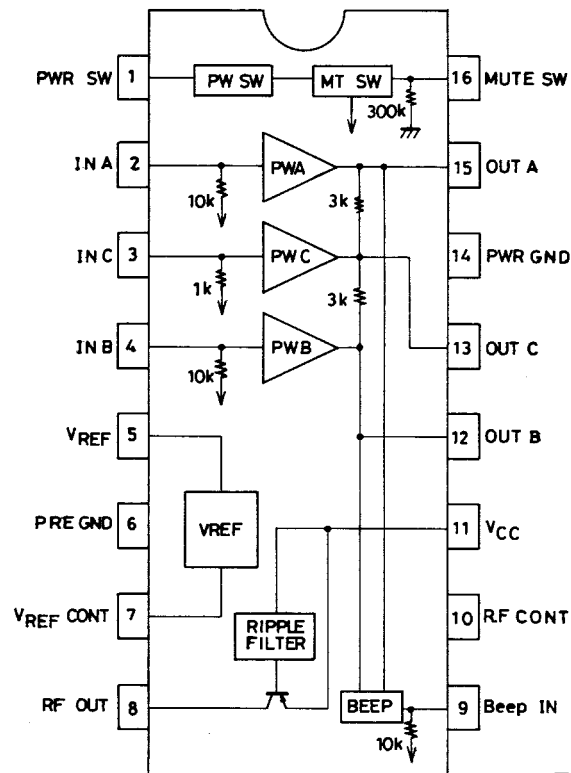 PWR SW 1 PW SW MT SW 16 MUTE SW
300k
IN A 2 PWA 15 OUT A
10k 3k
IN C 3 PWC 14 PWR GND
1k 3k
IN B 4 PWB 13 OUT C
10k
VREF 5 12 OUT B
PRE GND 6 VREF 11 VCC
VREF CONT 7 RIPPLE FILTER 10 RF CONT
RF OUT 8 BEEP 9 Beep IN
10k